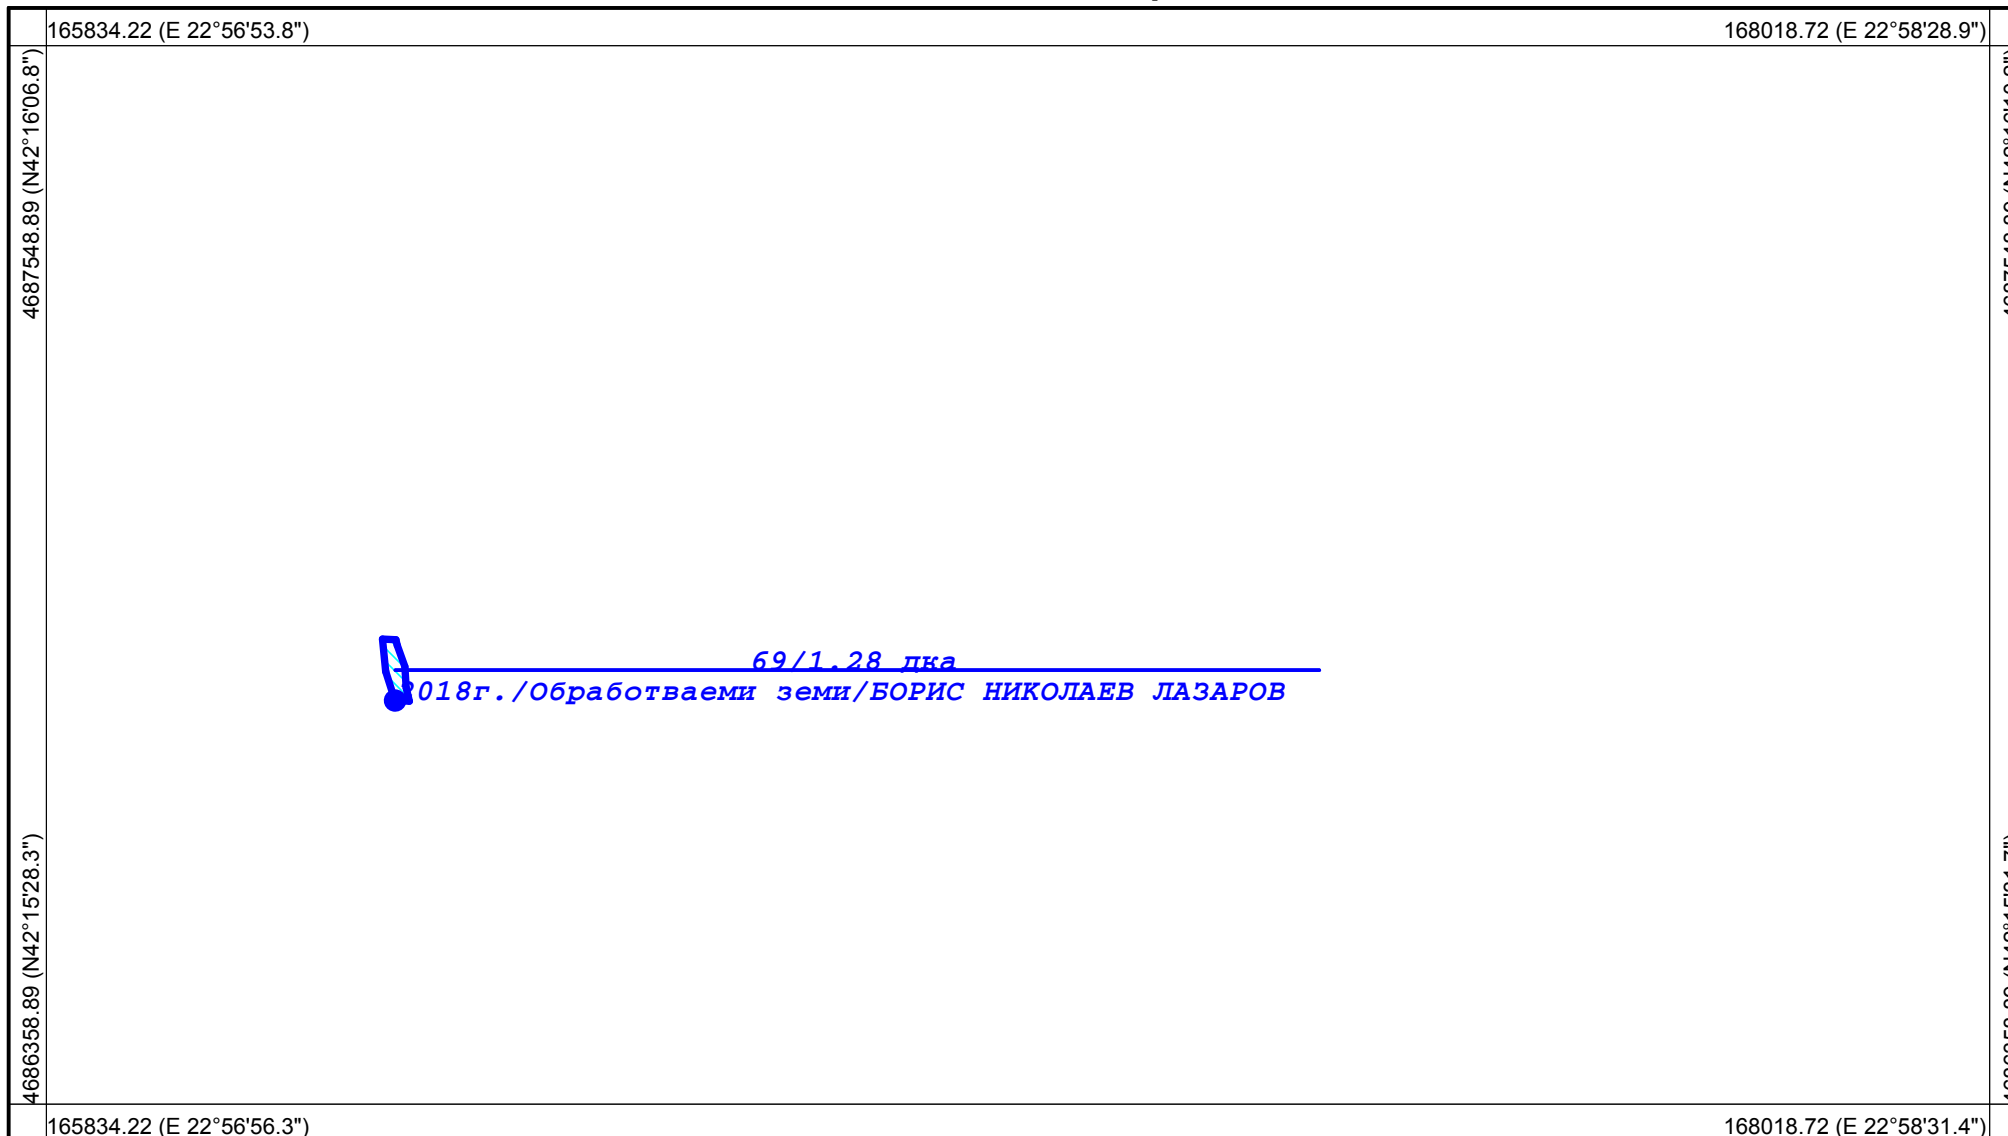 165834.22 (E 22°56'53.8")
168018.72 (E 22°58'28.9")
4687548.89 (N42°16'06.8")
69/1.28 дка
2018г./Обработваеми земи/БОРИС НИКОЛАЕВ ЛАЗАРОВ
4686358.89 (N42°15'28.3")
165834.22 (E 22°56'56.3")
168018.72 (E 22°58'31.4")